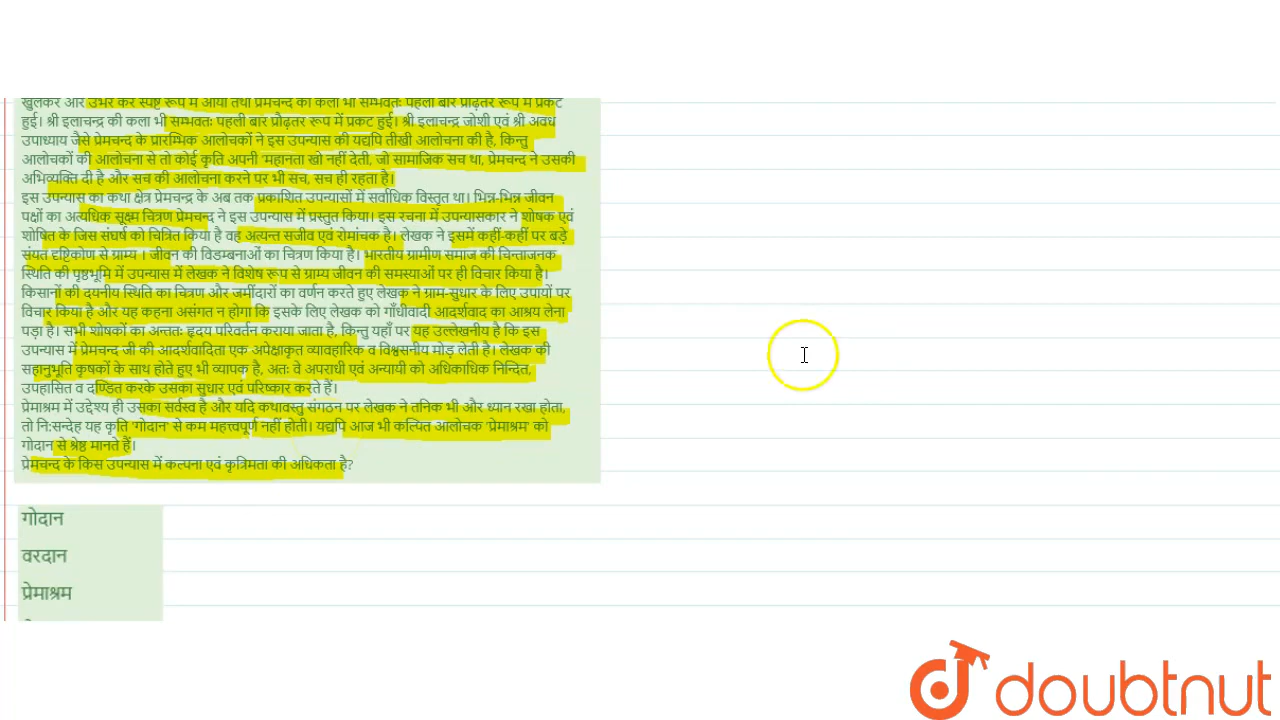 खुलकर और उभर कर स्पष्ट रूप में आया तथा प्रेमचन्द की कला भी सम्भवतः पहली बार प्रौढ़तर रूप में प्रकट
हुई। श्री इलाचन्द्र की कला भी सम्भवतः पहली बार प्रौढ़तर रूप में प्रकट हुई। श्री इलाचन्द्र जोशी एवं श्री अवध
उपाध्याय जैसे प्रेमचन्द के प्रारम्भिक आलोचकों ने इस उपन्यास की यद्यपि तीखी आलोचना की है, किन्तु
आलोचकों की आलोचना से तो कोई कृति अपनी 'महानता खो नहीं देती, जो सामाजिक सच था, प्रेमचन्द ने उसकी
अभिव्यक्ति दी है और सच की आलोचना करने पर भी सच, सच ही रहता है।
इस उपन्यास का कथा क्षेत्र प्रेमचन्द के अब तक प्रकाशित उपन्यासों में सर्वाधिक विस्तृत था। भिन्न-भिन्न जीवन
पक्षों का अत्यधिक सूक्ष्म चित्रण प्रेमचन्द ने इस उपन्यास में प्रस्तुत किया। इस रचना में उपन्यासकार ने शोषक एवं
शोषित के जिस संघर्ष को चित्रित किया है वह अत्यन्त सजीव एवं रोमांचक है। लेखक ने इसमें कहीं-कहीं पर बड़े
संयत दृष्टिकोण से ग्राम्य । जीवन की विडम्बनाओं का चित्रण किया है। भारतीय ग्रामीण समाज की चिन्ताजनक
स्थिति की पृष्ठभूमि में उपन्यास में लेखक ने विशेष रूप से ग्राम्य जीवन की समस्याओं पर ही विचार किया है।
किसानों की दयनीय स्थिति का चित्रण और जमींदारों का वर्णन करते हुए लेखक ने ग्राम-सुधार के लिए उपायों पर
विचार किया है और यह कहना असंगत न होगा कि इसके लिए लेखक को गाँधीवादी आदर्शवाद का आश्रय लेना
पड़ा है। सभी शोषकों का अन्ततः हृदय परिवर्तन कराया जाता है, किन्तु यहाँ पर यह उल्लेखनीय है कि इस
उपन्यास में प्रेमचन्द जी की आदर्शवादिता एक अपेक्षाकृत व्यावहारिक व विश्वसनीय मोड़ लेती है। लेखक की
सहानुभूति कृषकों के साथ होते हुए भी व्यापक है, अतः वे अपराधी एवं अन्यायी को अधिकाधिक निन्दित,
उपहासित व दण्डित करके उसका सुधार एवं परिष्कार करते हैं।
प्रेमाश्रम में उद्देश्य ही उसका सर्वस्व है और यदि कथावस्तु संगठन पर लेखक ने तनिक भी और ध्यान रखा होता,
तो नि:सन्देह यह कृति 'गोदान' से कम महत्त्वपूर्ण नहीं होती। यद्यपि आज भी कल्पित आलोचक 'प्रेमाश्रम' को
गोदान से श्रेष्ठ मानते हैं।
प्रेमचन्द के किस उपन्यास में कल्पना एवं कृत्रिमता की अधिकता है?
गोदान
वरदान
प्रेमाश्रम
doubtnut